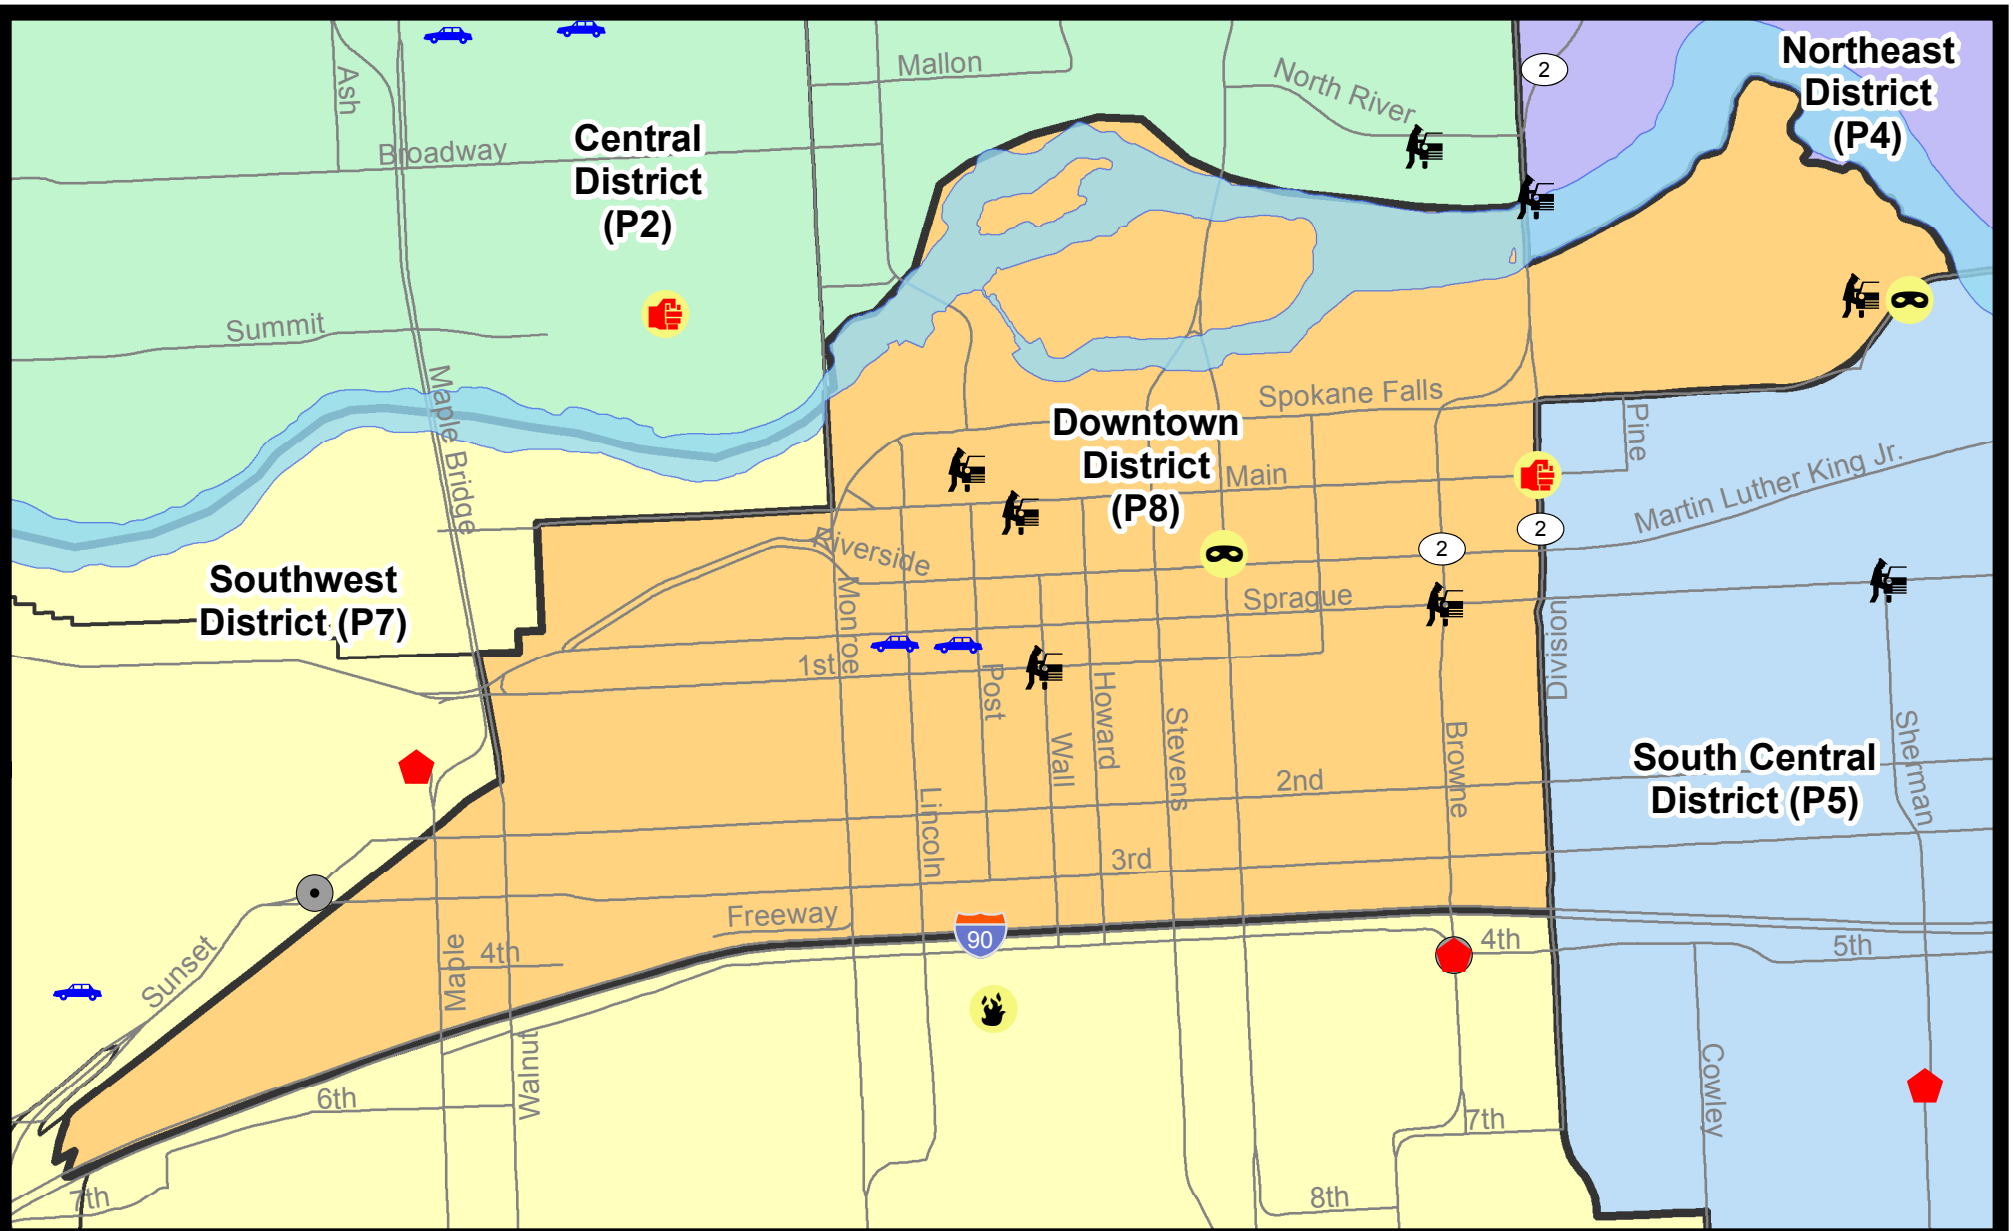 Northeast
District
(P4)
2
Mallon
North River
Ash
Central
District
(P2)
Broadway
Summit
Maple Bridge
Spokane Falls
Downtown
District
(P8)
Pine
Main
Martin Luther King Jr.
2
2
Riverside
Southwest
District (P7)
Sprague
Monroe
1st
Division
Post
Howard
Stevens
Wall
Browne
Sherman
South Central
District (P5)
2nd
Lincoln
3rd
Freeway
90
4th
5th
Sunset
Maple
4th
Walnut
Cowley
6th
7th
7th
8th